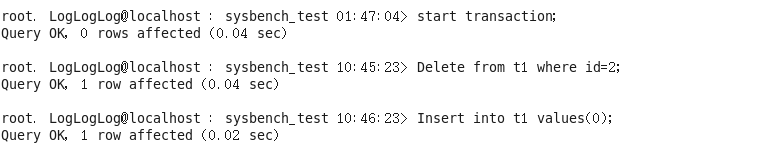 root. LogLogLog@localhost : sysbench_test 01:47:04> start transaction;
Query OK, 0 rows affected (0.04 sec)
root. LogLogLog@localhost : sysbench_test 10:45:23> Delete from t1 where id=2;
Query OK, 1 row affected (0.04 sec)
root. LogLogLog@localhost : sysbench_test 10:46:23> Insert into t1 values(0);
Query OK, 1 row affected (0.02 sec)